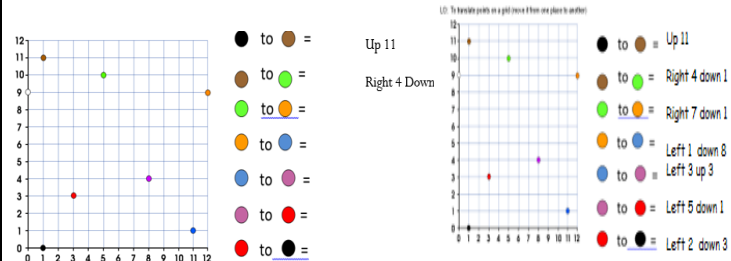 12
11
10
9
8
7
6
5
4
3
2
1
0
0 1 2 3 4 5 6 7 8 9 10 11 12
to =
to =
to =
to =
to =
to =
to =
Up 11
Right 4 Down
LO: To translate points on a grid (move it from one place to another)
12
11
10
9
8
7
6
5
4
3
2
1
0
0 1 2 3 4 5 6 7 8 9 10 11 12
to = Up 11
to = Right 4 down 1
to = Right 7 down 1
to = Left 1 down 8
to = Left 3 up 3
to = Left 5 down 1
to = Left 2 down 3